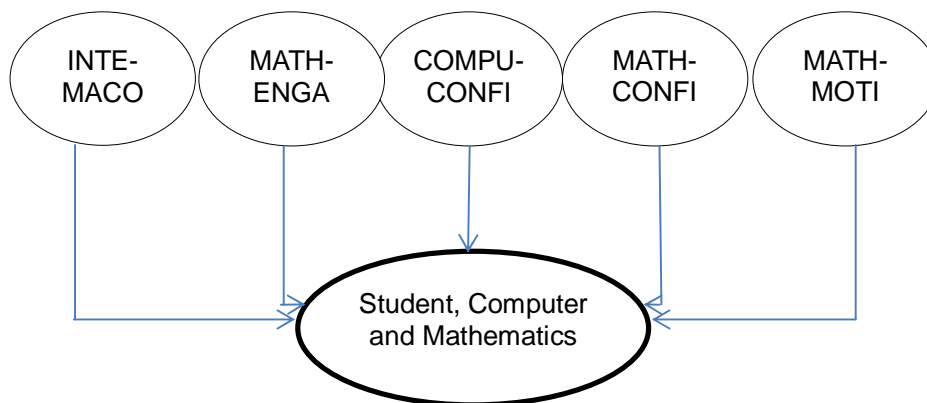 INTE-
MACO
MATH-
ENGA
COMPU-
CONFI
MATH-
CONFI
MATH-
MOTI
Student, Computer
and Mathematics